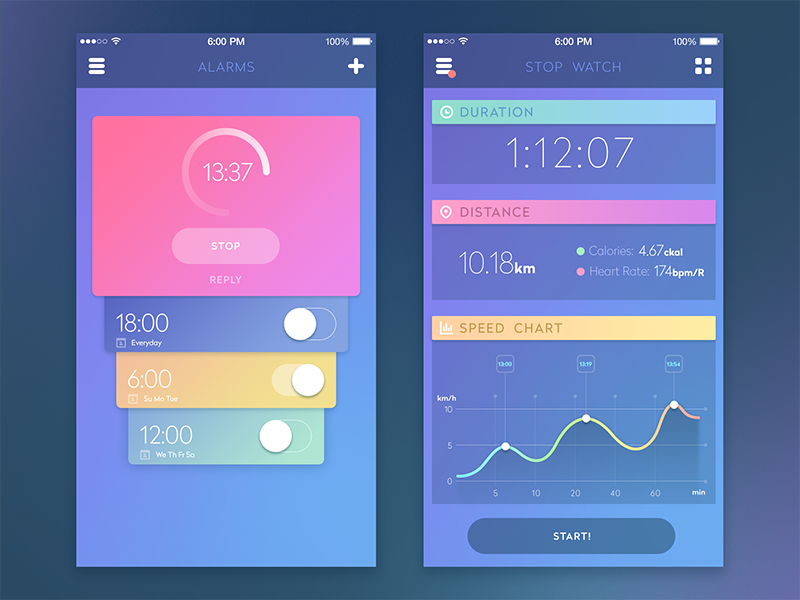 6:00 PM
100%
ALARMS
13:37
STOP
REPLY
18:00
Everyday
6:00
Su Mo Tue
12:00
We Th Fr Sa
6:00 PM
100%
STOP WATCH
DURATION
1:12:07
DISTANCE
10.18km
Calories: 4.67ckal
Heart Rate: 174bpm/R
SPEED CHART
13:00 13:19 13:54
km/h
10
5
0
5 10 20 40 60 min
START!